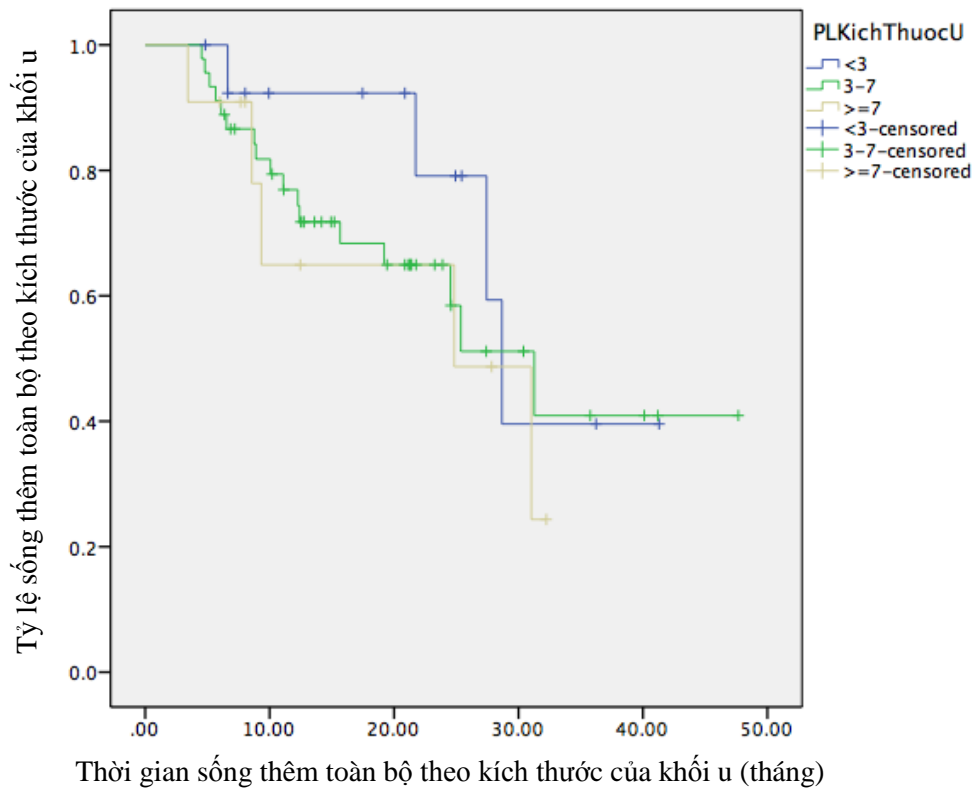 Tỷ lệ sống thêm toàn bộ theo kích thước của khối u
1.0
0.8
0.6
0.4
0.2
0.0
.00
10.00
20.00
30.00
40.00
50.00
Thời gian sống thêm toàn bộ theo kích thước của khối u (tháng)
PLKichThuocU
<3
3-7
>=7
<3-censored
3-7-censored
>=7-censored